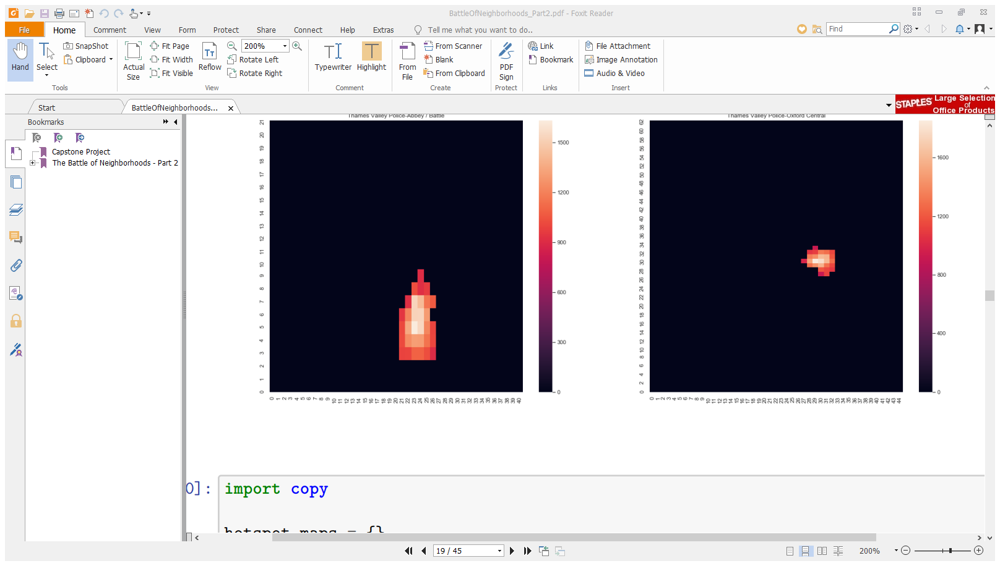 BattleOfNeighborhoods_Part2.pdf - Foxit Reader
File Home Comment View Form Protect Share Connect Help Extras Tell me what you want to do.. Find
Hand
Select
SnapShot
Clipboard
Tools
Actual Size
Fit Page
Fit Width
Fit Visible
Reflow
200%
Rotate Left
Rotate Right
View
Typewriter
Highlight
Comment
From File
From Scanner
Blank
From Clipboard
Create
PDF Sign
Protect
Link
Bookmark
Links
File Attachment
Image Annotation
Audio & Video
Insert
Start
BattleOfNeighborhoods...
STAPLES
Large Selection
of
Office Products
Bookmarks
Capstone Project
The Battle of Neighborhoods - Part 2
Thames Valley Police-Abbey / Battle
21
20
19
18
17
16
15
14
13
12
11
10
9
8
7
6
5
4
3
2
1
0
0 1 2 3 4 5 6 7 8 9 10 11 12 13 14 15 16 17 18 19 20 21 22 23 24 25 26 27 28 29 30 31 32 33 34 35 36 37 38 39 40
1500
1200
900
600
300
0
Thames Valley Police-Oxford Central
62
60
58
56
54
52
50
48
46
44
42
40
38
36
34
32
30
28
26
24
22
20
18
16
14
12
10
8
6
4
2
0
0 1 2 3 4 5 6 7 8 9 10 11 12 13 14 15 16 17 18 19 20 21 22 23 24 25 26 27 28 29 30 31 32 33 34 35 36 37 38 39 40 41 42 43 44
1600
1200
800
400
0
0]: import copy
hotspot_maps = {}
19 / 45
200%